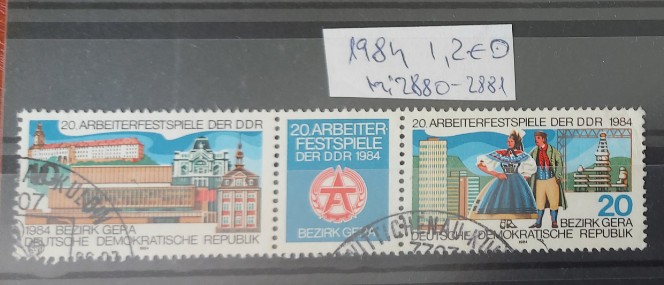 1984 1,2€
Mi2880-2881
20. ARBEITERFESTSPIELE DER DDR
1984 BEZIRK GERA
DEUTSCHE DEMOKRATISCHE REPUBLIK
20. ARBEITER-
FESTSPIELE
DER DDR 1984
A
BEZIRK GERA
20. ARBEITERFESTSPIELE DER DDR 1984
20
BEZIRK GERA
DEUTSCHE DEMOKRATISCHE REPUBLIK